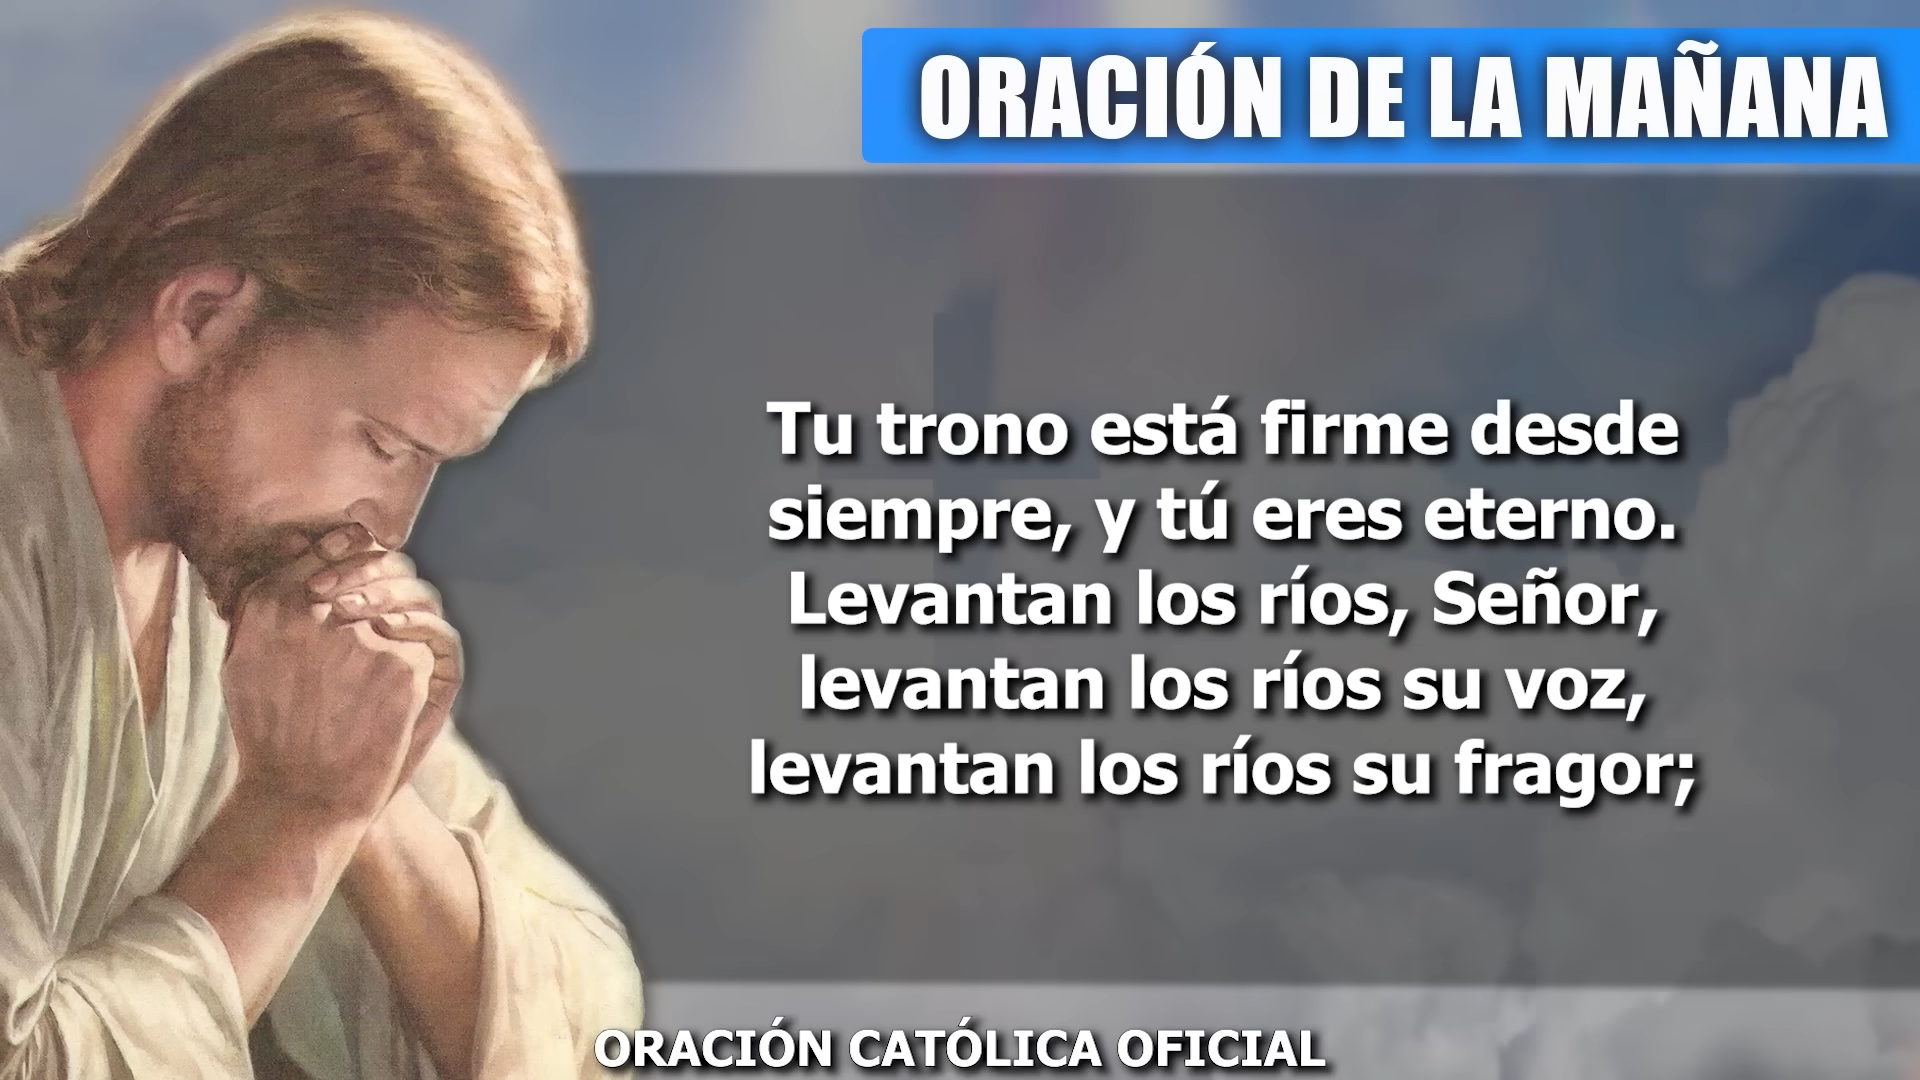 ORACIÓN DE LA MAÑANA
Tu trono está firme desde
siempre, y tú eres eterno.
Levantan los ríos, Señor,
levantan los ríos su voz,
levantan los ríos su fragor;
ORACIÓN CATÓLICA OFICIAL